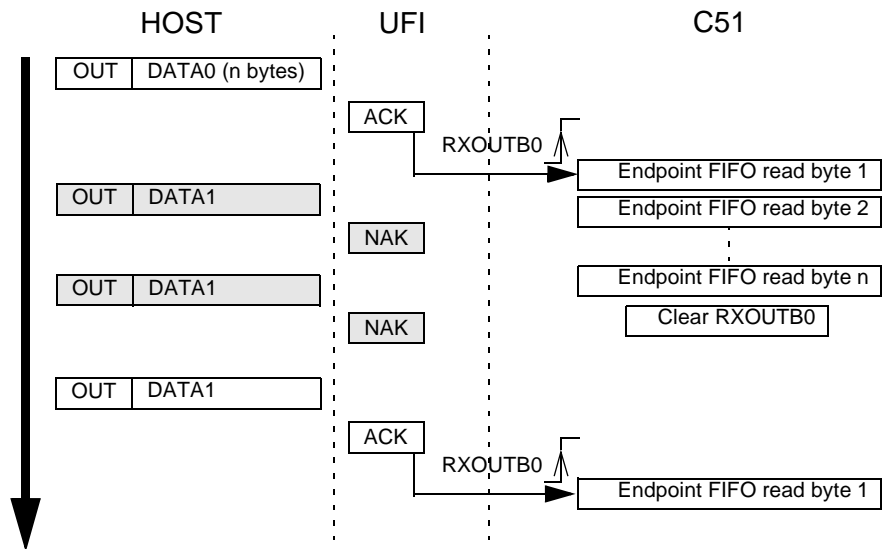 HOST UFI C51
OUT DATA0 (n bytes)
ACK
RXOUTB0
Endpoint FIFO read byte 1
OUT DATA1
Endpoint FIFO read byte 2
NAK
Endpoint FIFO read byte n
OUT DATA1
Clear RXOUTB0
NAK
OUT DATA1
ACK
RXOUTB0
Endpoint FIFO read byte 1